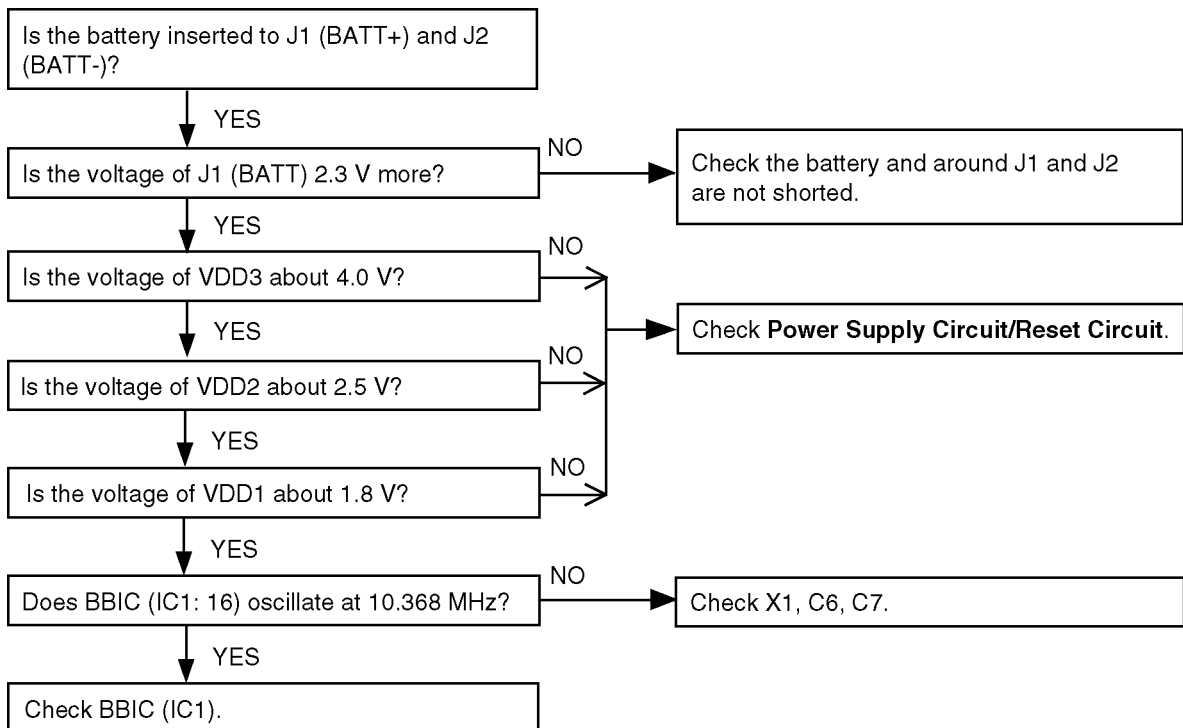 Is the battery inserted to J1 (BATT+) and J2
(BATT-)?
YES
Is the voltage of J1 (BATT) 2.3 V more?
NO
Check the battery and around J1 and J2
are not shorted.
YES
Is the voltage of VDD3 about 4.0 V?
NO
YES
Check Power Supply Circuit/Reset Circuit.
Is the voltage of VDD2 about 2.5 V?
NO
YES
Is the voltage of VDD1 about 1.8 V?
NO
YES
Does BBIC (IC1: 16) oscillate at 10.368 MHz?
NO
Check X1, C6, C7.
YES
Check BBIC (IC1).